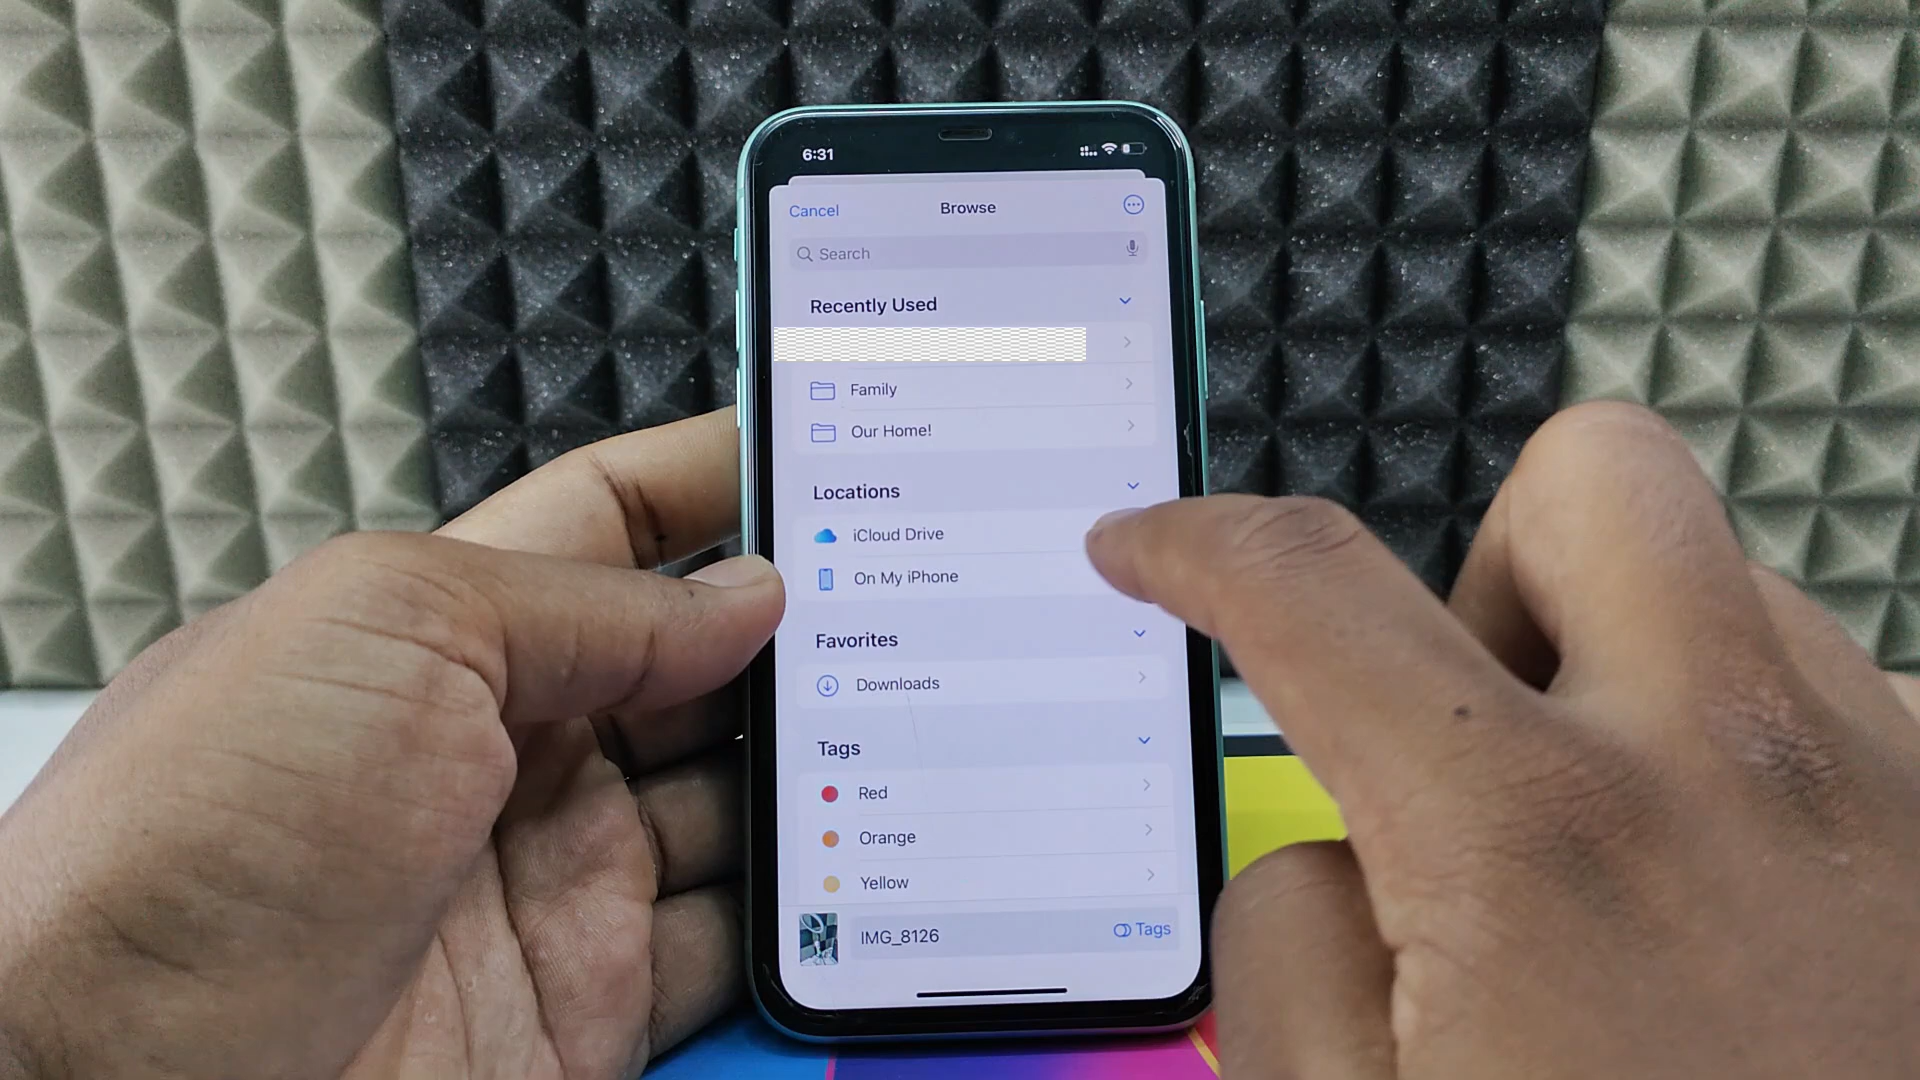 6:31
Cancel
Browse
Search
Recently Used
Family
Our Home!
Locations
iCloud Drive
On My iPhone
Favorites
Downloads
Tags
Red
Orange
Yellow
IMG_8126
Tags